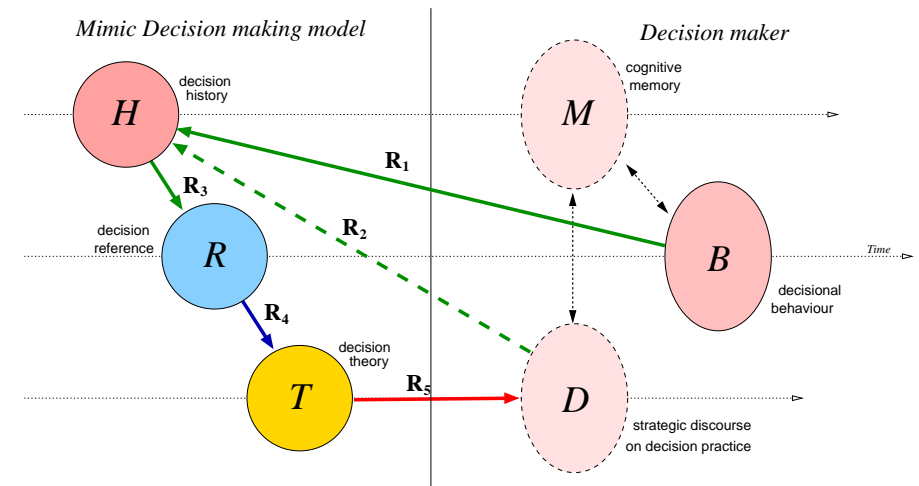 Mimic Decision making model
Decision maker
decision
history
H
cognitive
memory
M
R1
R3
R2
decision
reference
R
Time
B
decisional
behaviour
R4
decision
theory
T
R5
D
strategic discourse
on decision practice